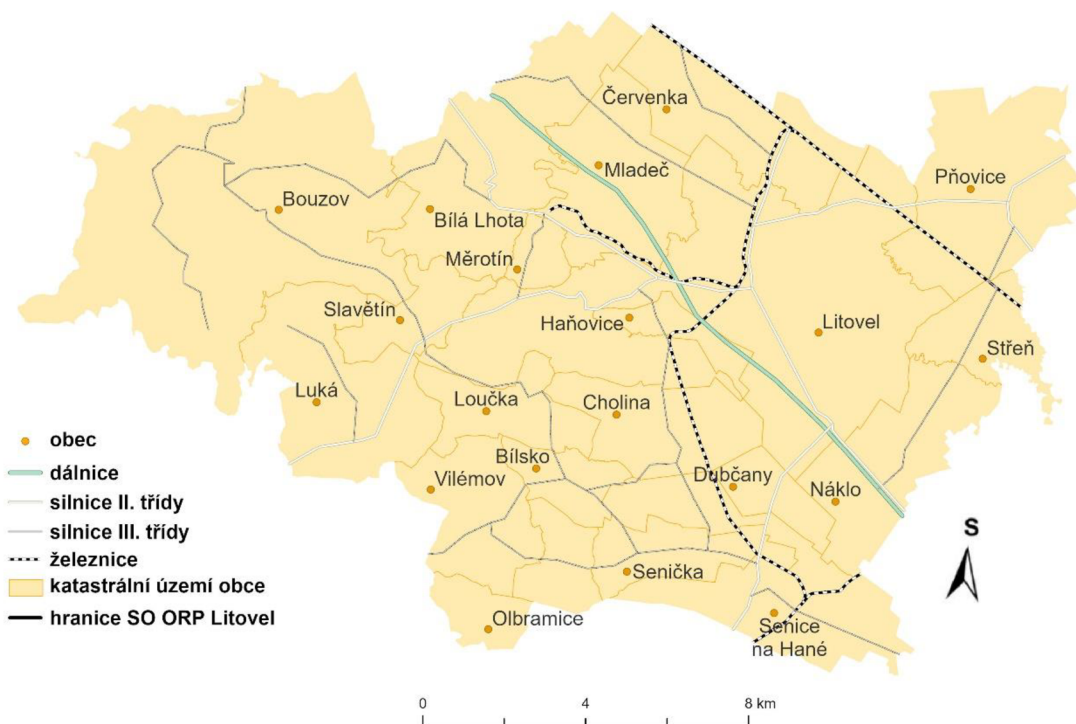 Červenka
Mladeč
Pňovice
Bouzov
Bílá Lhota
Měrotín
Slavětín
Haňovice
Litovel
Střeň
Luká
Loučka
Cholina
Bílsko
Vilémov
Dubčany
Náklo
Senička
Olbramice
Senice
na Hané
obec
dálnice
silnice II. třídy
silnice III. třídy
železnice
katastrální území obce
hranice SO ORP Litovel
S
0 4 8 km